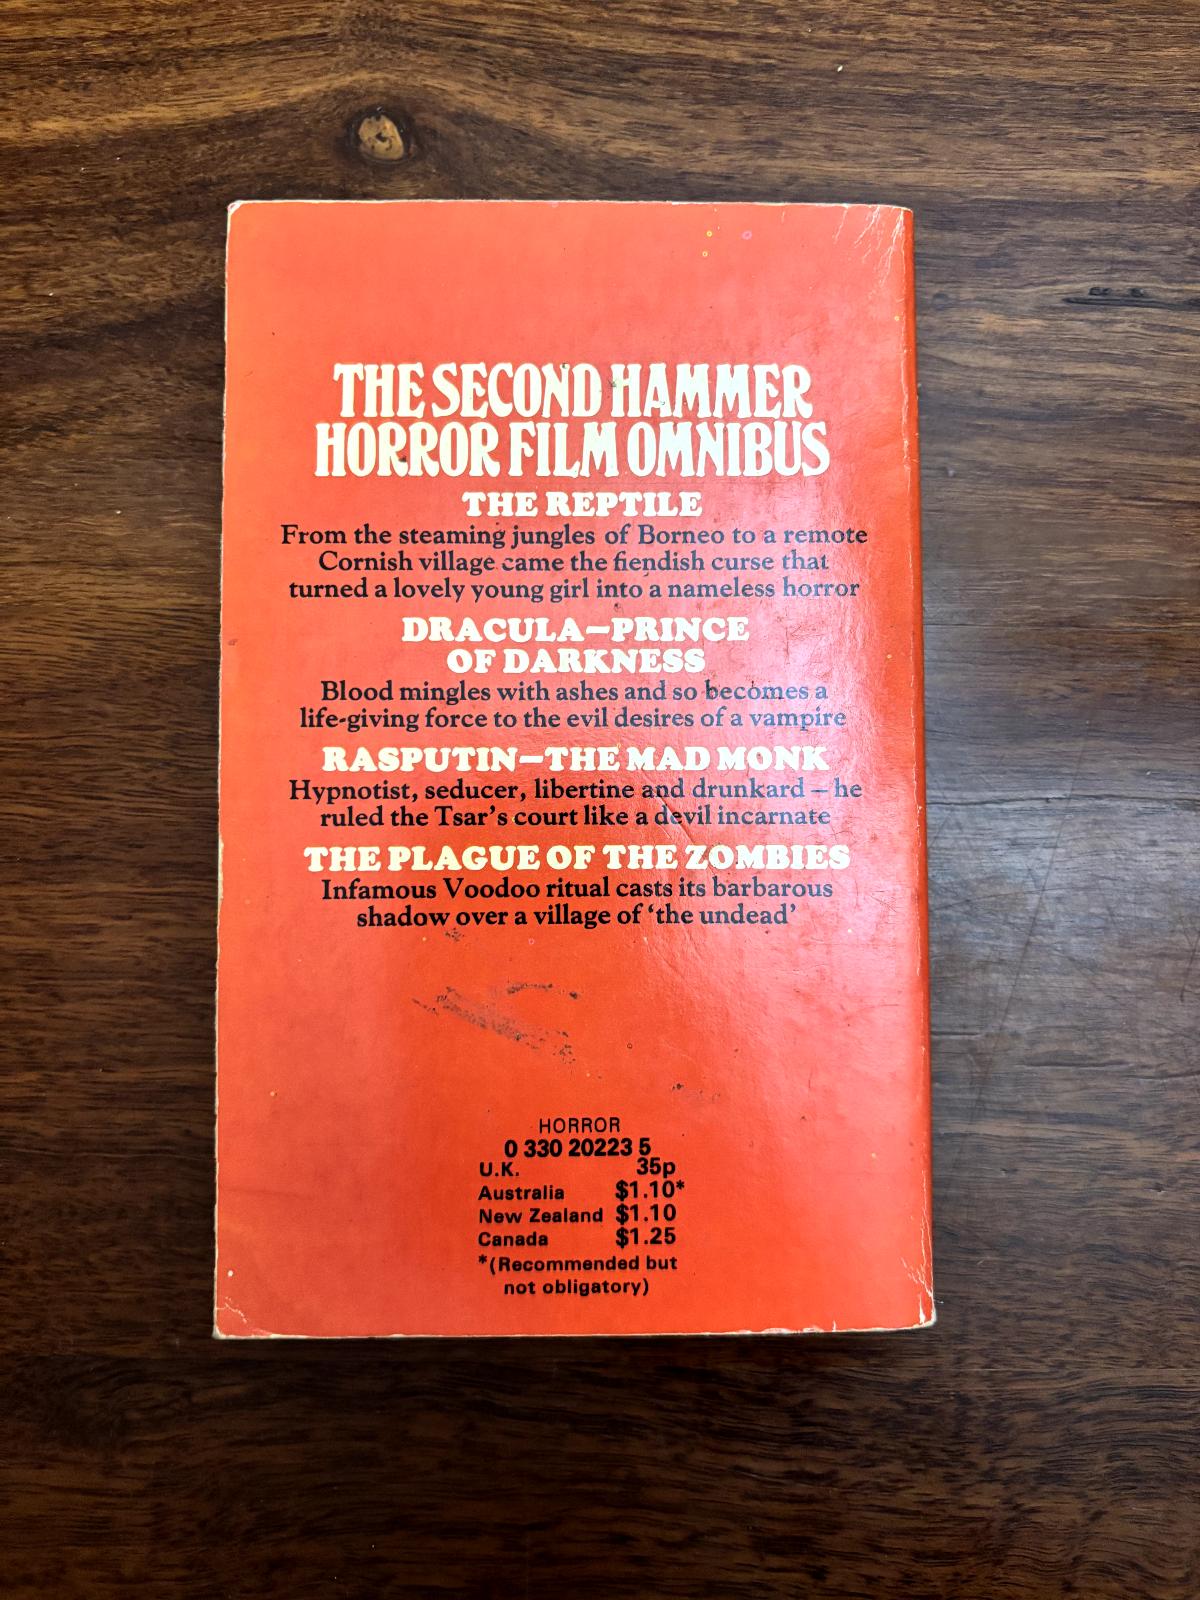 THE SECOND HAMMER
HORROR FILM OMNIBUS
THE REPTILE
From the steaming jungles of Borneo to a remote
Cornish village came the fiendish curse that
turned a lovely young girl into a nameless horror
DRACULA—PRINCE
OF DARKNESS
Blood mingles with ashes and so becomes a
life-giving force to the evil desires of a vampire
RASPUTIN—THE MAD MONK
Hypnotist, seducer, libertine and drunkard – he
ruled the Tsar's court like a devil incarnate
THE PLAGUE OF THE ZOMBIES
Infamous Voodoo ritual casts its barbarous
shadow over a village of 'the undead'
HORROR
0 330 20223 5
U.K. 35p
Australia $1.10*
New Zealand $1.10
Canada $1.25
*(Recommended but
not obligatory)